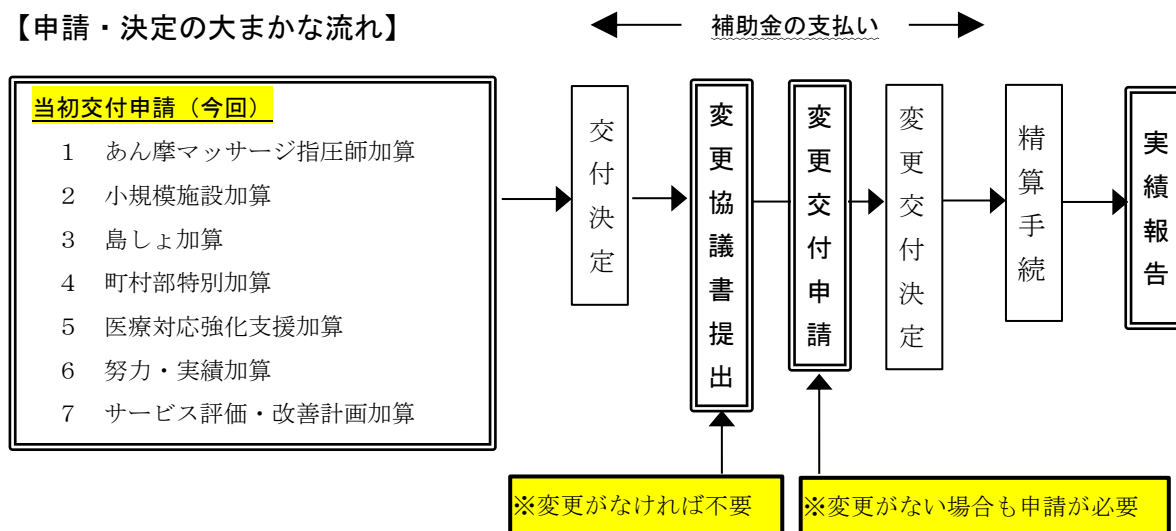 【申請・決定の大まかな流れ】
補助金の支払い
当初交付申請（今回）
１ あん摩マッサージ指圧師加算
２ 小規模施設加算
３ 島しょ加算
４ 町村部特別加算
５ 医療対応強化支援加算
６ 努力・実績加算
７ サービス評価・改善計画加算
交付決定
変更協議書提出
変更交付申請
変更交付決定
精算手続
実績報告
※変更がなければ不要
※変更がない場合も申請が必要